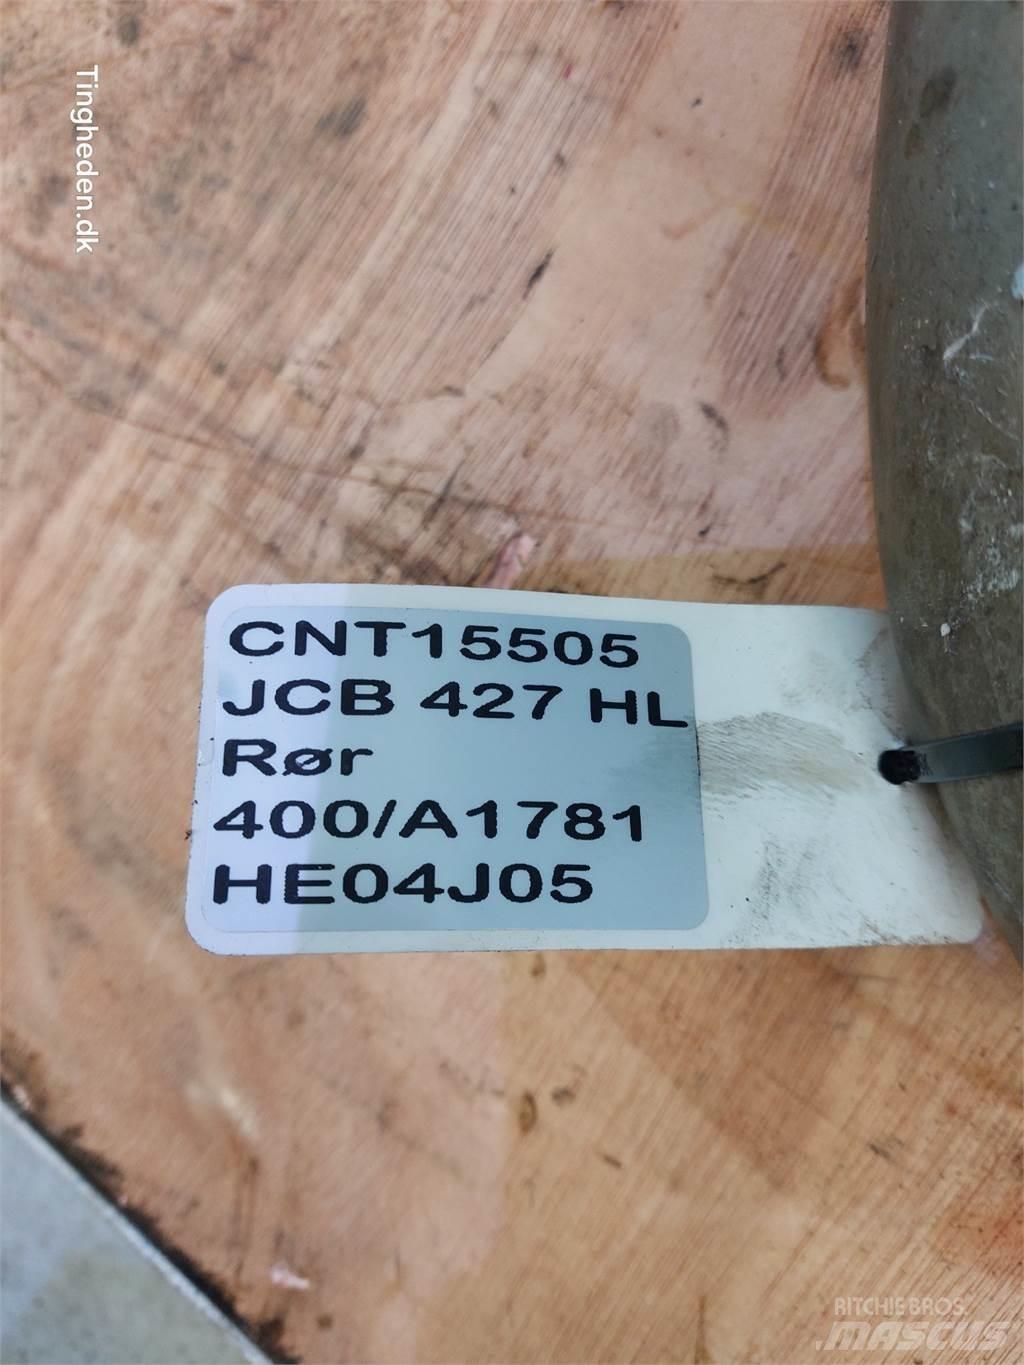 Tingheden.dk
CNT15505
JCB 427 HL
Rør
400/A1781
HE04J05
RITCHIE BROS.
MASCUS